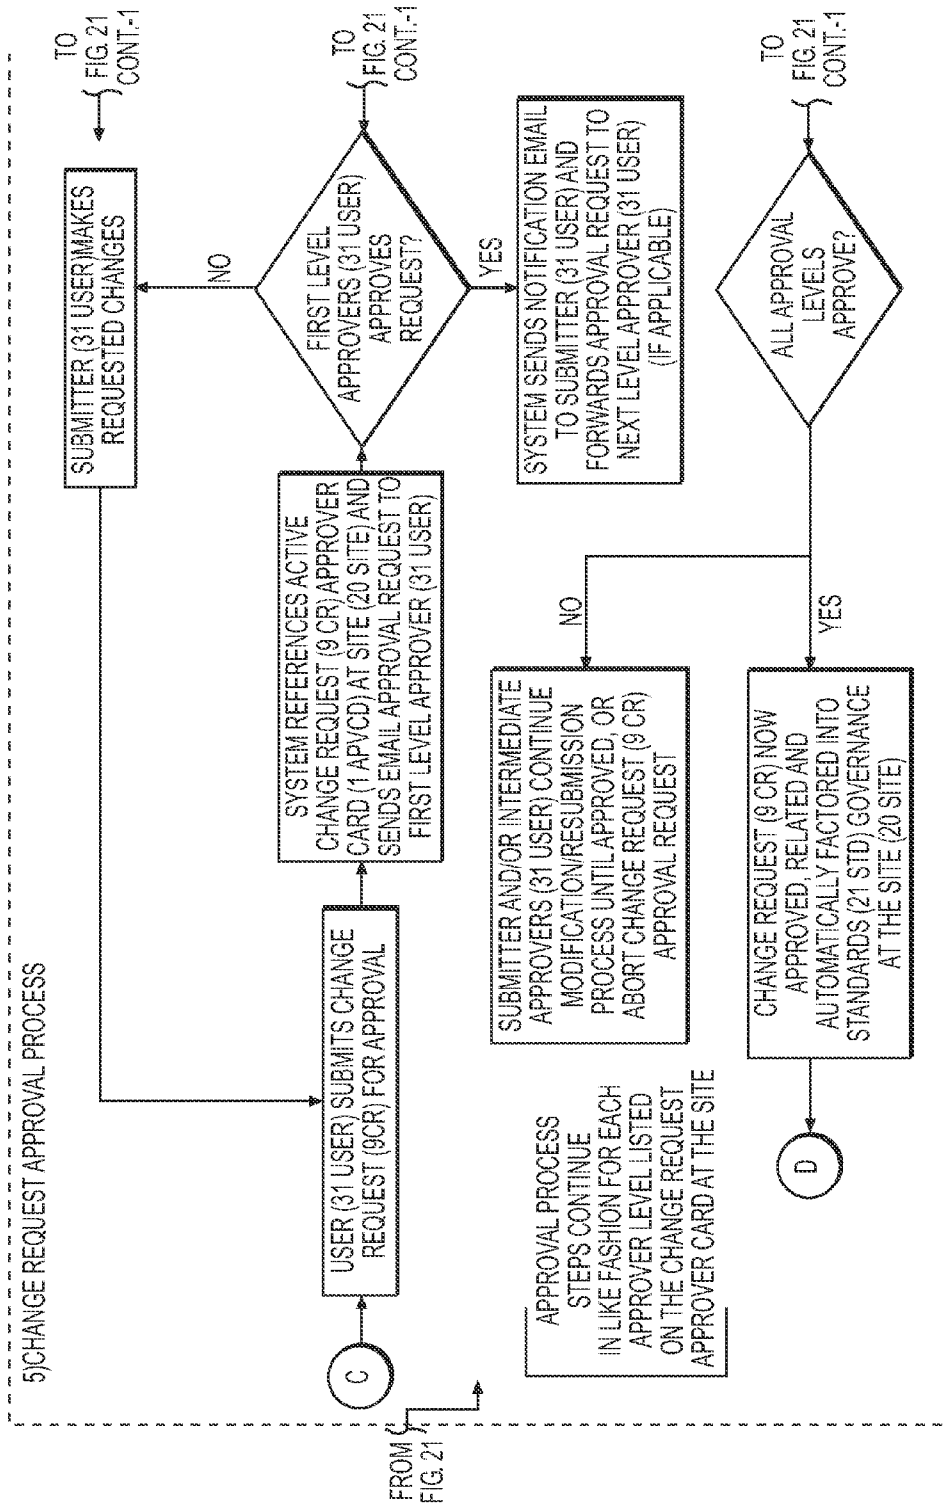 5)CHANGE REQUEST APPROVAL PROCESS
FROM
FIG. 21
C
USER (31 USER) SUBMITS CHANGE
REQUEST (9CR) FOR APPROVAL
SYSTEM REFERENCES ACTIVE
CHANGE REQUEST (9 CR) APPROVER
CARD (1 APVCD) AT SITE (20 SITE) AND
SENDS EMAIL APPROVAL REQUEST TO
FIRST LEVEL APPROVER (31 USER)
FIRST LEVEL
APPROVERS (31 USER)
APPROVES
REQUEST?
NO
SUBMITTER (31 USER)MAKES
REQUESTED CHANGES
TO
FIG. 21
CONT.-1
TO
FIG. 21
CONT.-1
YES
SYSTEM SENDS NOTIFICATION EMAIL
TO SUBMITTER (31 USER) AND
FORWARDS APPROVAL REQUEST TO
NEXT LEVEL APPROVER (31 USER)
(IF APPLICABLE)
APPROVAL PROCESS
STEPS CONTINUE
IN LIKE FASHION FOR EACH
APPROVER LEVEL LISTED
ON THE CHANGE REQUEST
APPROVER CARD AT THE SITE
SUBMITTER AND/OR INTERMEDIATE
APPROVERS (31 USER) CONTINUE
MODIFICATION/RESUBMISSION
PROCESS UNTIL APPROVED, OR
ABORT CHANGE REQUEST (9 CR)
APPROVAL REQUEST
NO
ALL APPROVAL
LEVELS
APPROVE?
TO
FIG. 21
CONT.-1
YES
CHANGE REQUEST (9 CR) NOW
APPROVED, RELATED AND
AUTOMATICALLY FACTORED INTO
STANDARDS (21 STD) GOVERNANCE
AT THE SITE (20 SITE)
D